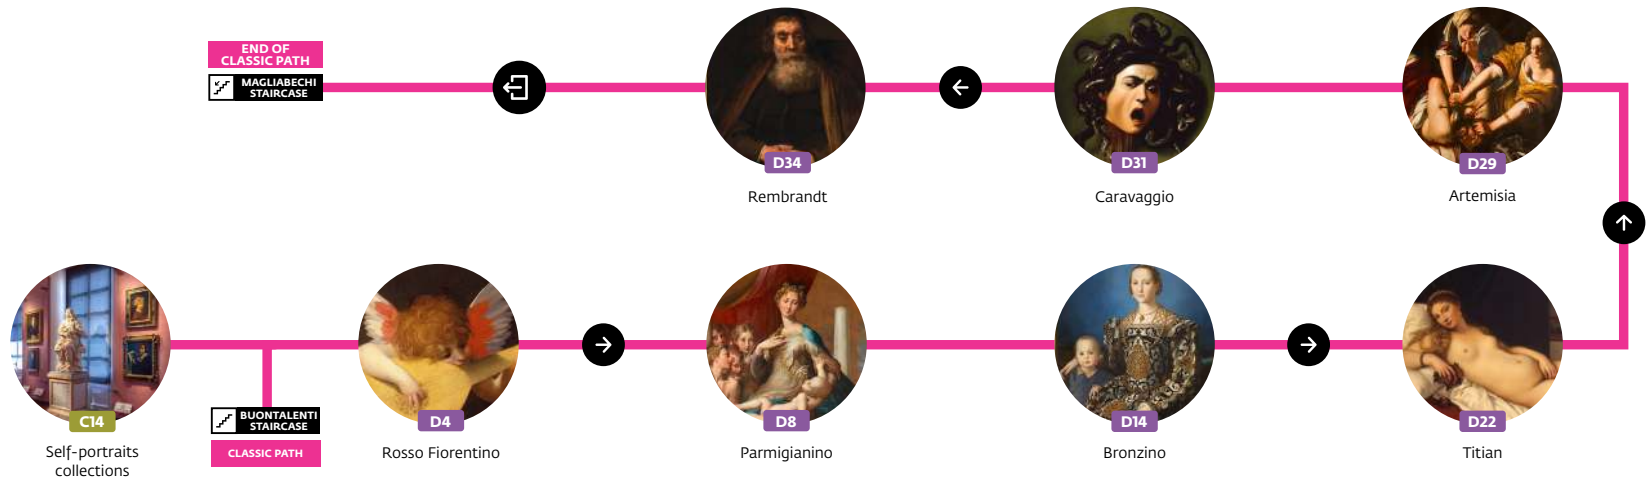 END OF
CLASSIC PATH
MAGLIABECHI
STAIRCASE
D34
D31
D29
Rembrandt
Caravaggio
Artemisia
C14
D4
D8
D14
D22
BUONTALENTI
STAIRCASE
CLASSIC PATH
Self-portraits
collections
Rosso Fiorentino
Parmigianino
Bronzino
Titian